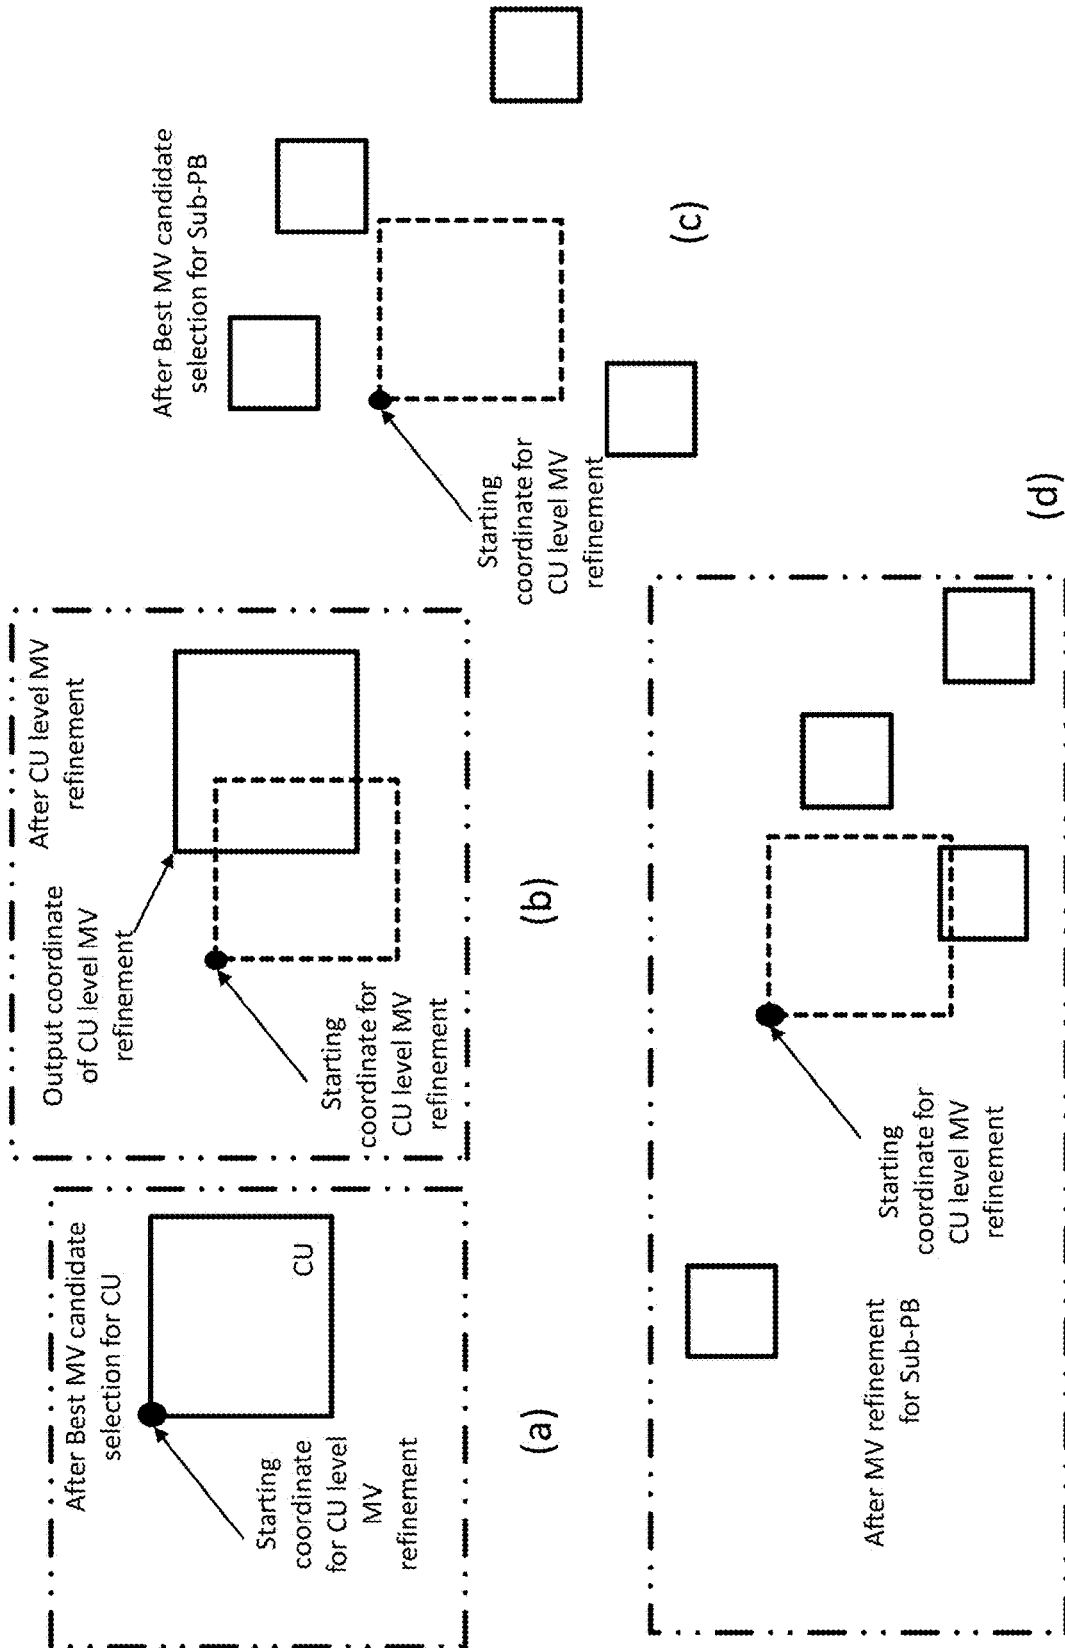 After Best MV candidate
selection for CU
CU
Starting
coordinate
for CU level
MV
refinement
(a)
After CU level MV
refinement
Output coordinate
of CU level MV
refinement
Starting
coordinate for
CU level MV
refinement
(b)
After Best MV candidate
selection for Sub-PB
Starting
coordinate for
CU level MV
refinement
(c)
After MV refinement
for Sub-PB
Starting
coordinate for
CU level MV
refinement
(d)